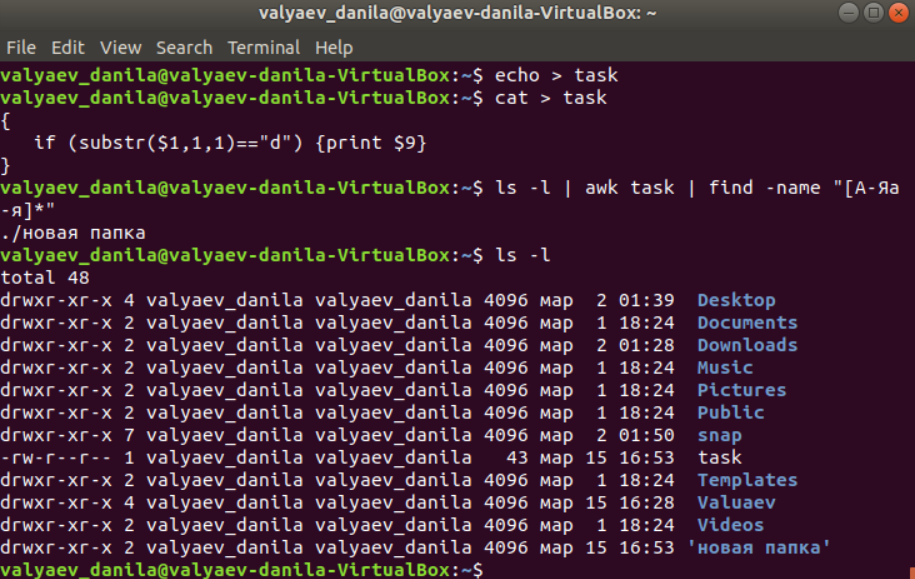 valyaev_danila@valyaev-danila-VirtualBox: ~
File Edit View Search Terminal Help
valyaev_danila@valyaev-danila-VirtualBox:~$ echo > task
valyaev_danila@valyaev-danila-VirtualBox:~$ cat > task
{
   if (substr($1,1,1)=="d") {print $9}
}
valyaev_danila@valyaev-danila-VirtualBox:~$ ls -l | awk task | find -name "[А-Яа
-я]*"
./новая папка
valyaev_danila@valyaev-danila-VirtualBox:~$ ls -l
total 48
drwxr-xr-x 4 valyaev_danila valyaev_danila 4096 мар  2 01:39  Desktop
drwxr-xr-x 2 valyaev_danila valyaev_danila 4096 мар  1 18:24  Documents
drwxr-xr-x 2 valyaev_danila valyaev_danila 4096 мар  2 01:28  Downloads
drwxr-xr-x 2 valyaev_danila valyaev_danila 4096 мар  1 18:24  Music
drwxr-xr-x 2 valyaev_danila valyaev_danila 4096 мар  1 18:24  Pictures
drwxr-xr-x 2 valyaev_danila valyaev_danila 4096 мар  1 18:24  Public
drwxr-xr-x 7 valyaev_danila valyaev_danila 4096 мар  2 01:50  snap
-rw-r--r-- 1 valyaev_danila valyaev_danila   43 мар 15 16:53  task
drwxr-xr-x 2 valyaev_danila valyaev_danila 4096 мар  1 18:24  Templates
drwxr-xr-x 4 valyaev_danila valyaev_danila 4096 мар 15 16:28  Valuaev
drwxr-xr-x 2 valyaev_danila valyaev_danila 4096 мар  1 18:24  Videos
drwxr-xr-x 2 valyaev_danila valyaev_danila 4096 мар 15 16:53 'новая папка'
valyaev_danila@valyaev-danila-VirtualBox:~$